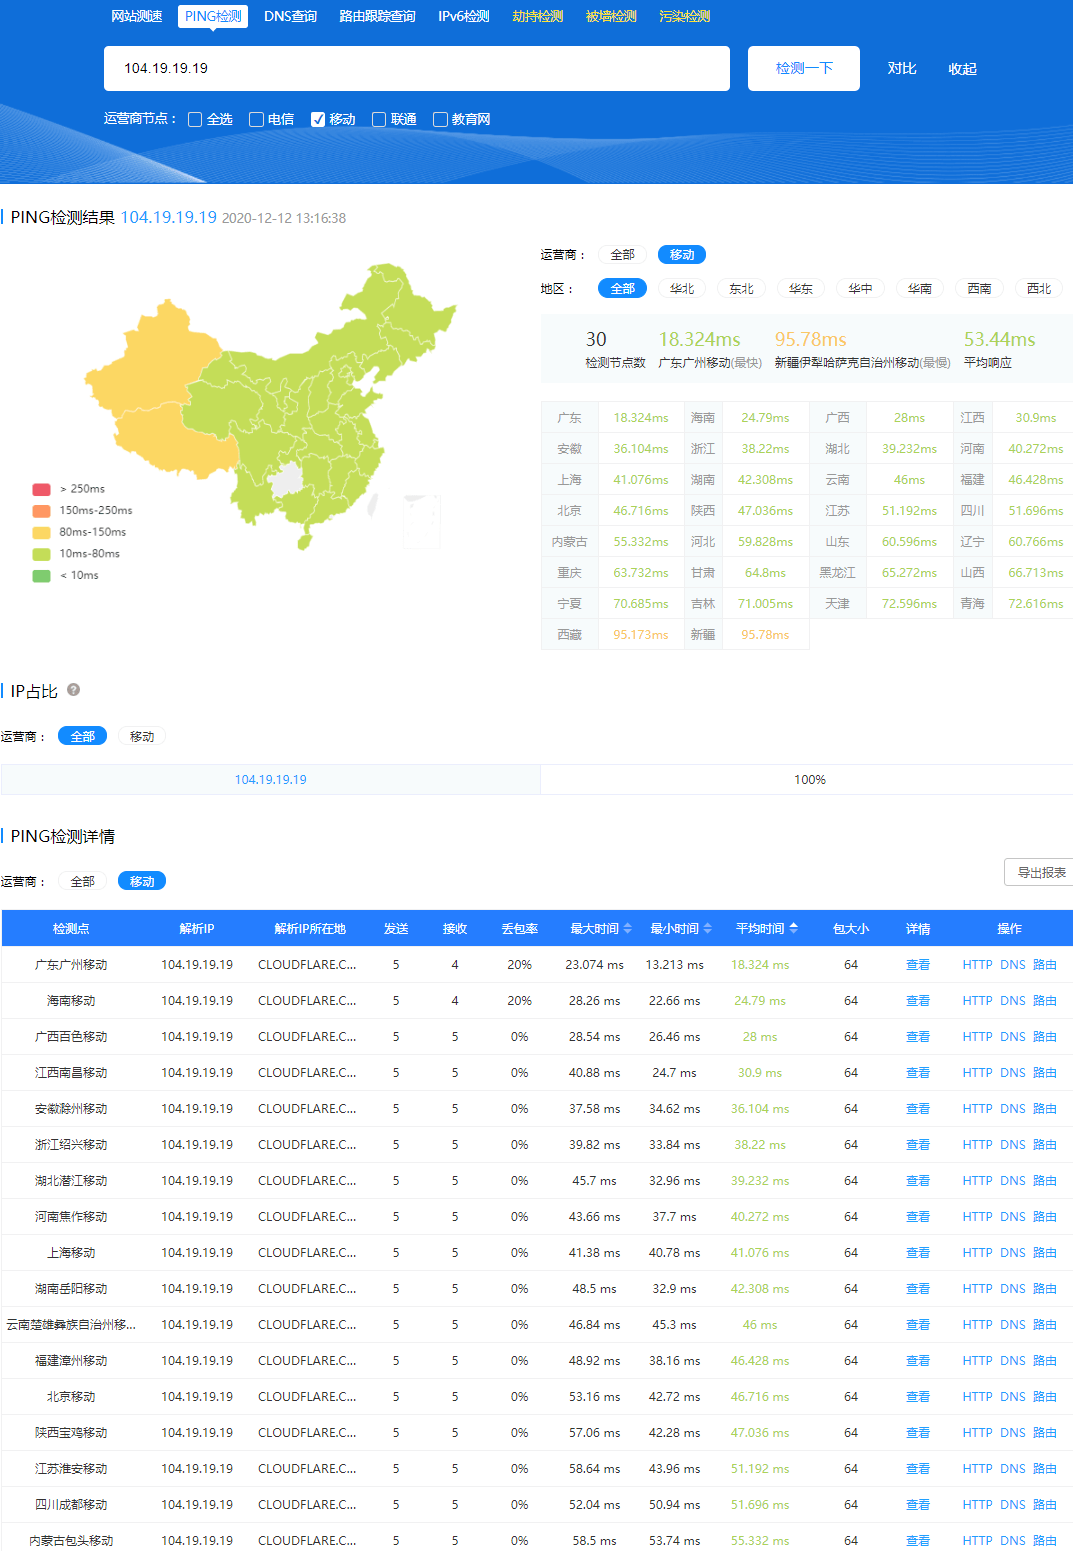 网站测速 PING检测 DNS查询 路由跟踪查询 IPv6检测 劫持检测 被墙检测 污染检测
104.19.19.19 检测一下 对比 收起
运营商节点： 全选 电信 移动 联通 教育网
PING检测结果 104.19.19.19 2020-12-12 13:16:38
运营商： 全部 移动
地区： 全部 华北 东北 华东 华中 华南 西南 西北
30 18.324ms 95.78ms 53.44ms
检测节点数 广东广州移动(最快) 新疆伊犁哈萨克自治州移动(最慢) 平均响应
广东 18.324ms 海南 24.79ms 广西 28ms 江西 30.9ms
安徽 36.104ms 浙江 38.22ms 湖北 39.232ms 河南 40.272ms
上海 41.076ms 湖南 42.308ms 云南 46ms 福建 46.428ms
北京 46.716ms 陕西 47.036ms 江苏 51.192ms 四川 51.696ms
内蒙古 55.332ms 河北 59.828ms 山东 60.596ms 辽宁 60.766ms
重庆 63.732ms 甘肃 64.8ms 黑龙江 65.272ms 山西 66.713ms
宁夏 70.685ms 吉林 71.005ms 天津 72.596ms 青海 72.616ms
西藏 95.173ms 新疆 95.78ms
> 250ms
150ms-250ms
80ms-150ms
10ms-80ms
< 10ms
IP占比 ?
运营商： 全部 移动
104.19.19.19 100%
PING检测详情
运营商： 全部 移动 导出报表
检测点 解析IP 解析IP所在地 发送 接收 丢包率 最大时间 最小时间 平均时间 包大小 详情 操作
广东广州移动 104.19.19.19 CLOUDFLARE.C... 5 4 20% 23.074 ms 13.213 ms 18.324 ms 64 查看 HTTP DNS 路由
海南移动 104.19.19.19 CLOUDFLARE.C... 5 4 20% 28.26 ms 22.66 ms 24.79 ms 64 查看 HTTP DNS 路由
广西百色移动 104.19.19.19 CLOUDFLARE.C... 5 5 0% 28.54 ms 26.46 ms 28 ms 64 查看 HTTP DNS 路由
江西南昌移动 104.19.19.19 CLOUDFLARE.C... 5 5 0% 40.88 ms 24.7 ms 30.9 ms 64 查看 HTTP DNS 路由
安徽滁州移动 104.19.19.19 CLOUDFLARE.C... 5 5 0% 37.58 ms 34.62 ms 36.104 ms 64 查看 HTTP DNS 路由
浙江绍兴移动 104.19.19.19 CLOUDFLARE.C... 5 5 0% 39.82 ms 33.84 ms 38.22 ms 64 查看 HTTP DNS 路由
湖北潜江移动 104.19.19.19 CLOUDFLARE.C... 5 5 0% 45.7 ms 32.96 ms 39.232 ms 64 查看 HTTP DNS 路由
河南焦作移动 104.19.19.19 CLOUDFLARE.C... 5 5 0% 43.66 ms 37.7 ms 40.272 ms 64 查看 HTTP DNS 路由
上海移动 104.19.19.19 CLOUDFLARE.C... 5 5 0% 41.38 ms 40.78 ms 41.076 ms 64 查看 HTTP DNS 路由
湖南岳阳移动 104.19.19.19 CLOUDFLARE.C... 5 5 0% 48.5 ms 32.9 ms 42.308 ms 64 查看 HTTP DNS 路由
云南楚雄彝族自治州移... 104.19.19.19 CLOUDFLARE.C... 5 5 0% 46.84 ms 45.3 ms 46 ms 64 查看 HTTP DNS 路由
福建漳州移动 104.19.19.19 CLOUDFLARE.C... 5 5 0% 48.92 ms 38.16 ms 46.428 ms 64 查看 HTTP DNS 路由
北京移动 104.19.19.19 CLOUDFLARE.C... 5 5 0% 53.16 ms 42.72 ms 46.716 ms 64 查看 HTTP DNS 路由
陕西宝鸡移动 104.19.19.19 CLOUDFLARE.C... 5 5 0% 57.06 ms 42.28 ms 47.036 ms 64 查看 HTTP DNS 路由
江苏淮安移动 104.19.19.19 CLOUDFLARE.C... 5 5 0% 58.64 ms 43.96 ms 51.192 ms 64 查看 HTTP DNS 路由
四川成都移动 104.19.19.19 CLOUDFLARE.C... 5 5 0% 52.04 ms 50.94 ms 51.696 ms 64 查看 HTTP DNS 路由
内蒙古包头移动 104.19.19.19 CLOUDFLARE.C... 5 5 0% 58.5 ms 53.74 ms 55.332 ms 64 查看 HTTP DNS 路由